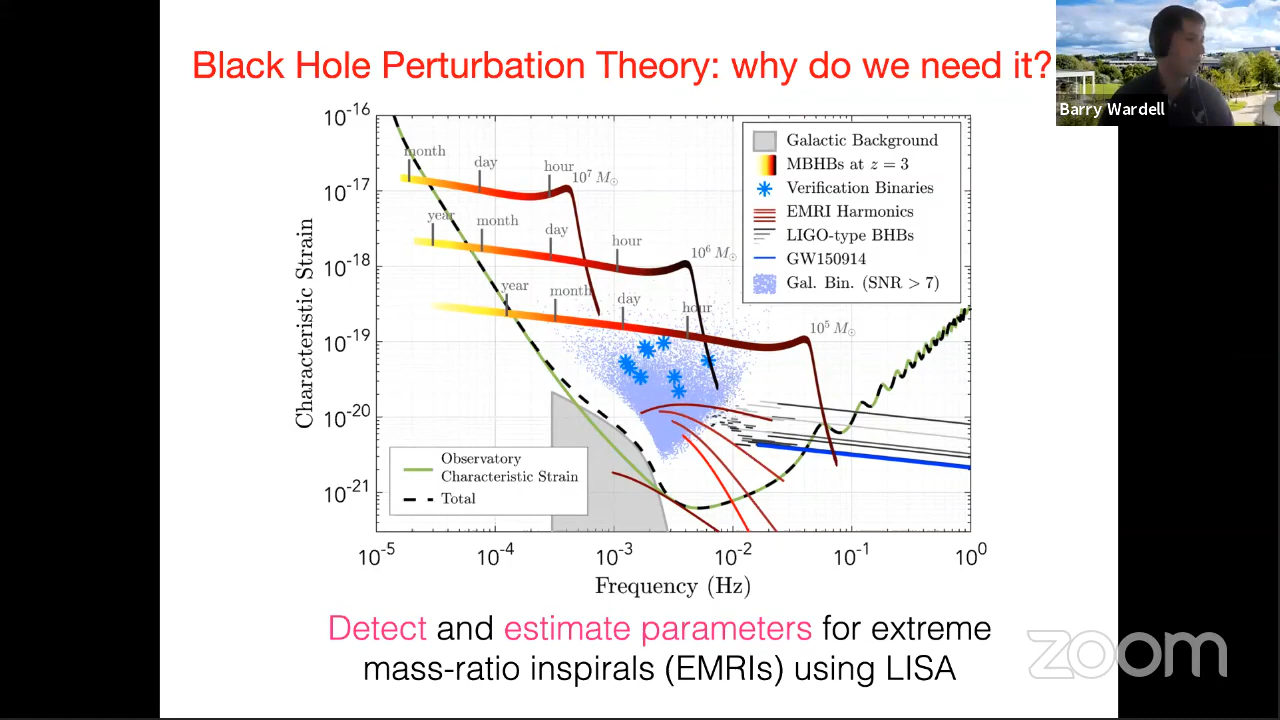 Black Hole Perturbation Theory: why do we need it?
Barry Wardell
10^-16
10^-17
10^-18
10^-19
10^-20
10^-21
Characteristic Strain
month
day
hour
10^7 M☉
year
month
day
hour
10^6 M☉
year
month
day
hour
10^5 M☉
Galactic Background
MBHBs at z = 3
Verification Binaries
EMRI Harmonics
LIGO-type BHBs
GW150914
Gal. Bin. (SNR > 7)
Observatory
Characteristic Strain
Total
10^-5 10^-4 10^-3 10^-2 10^-1 10^0
Frequency (Hz)
Detect and estimate parameters for extreme
mass-ratio inspirals (EMRIs) using LISA
zoom